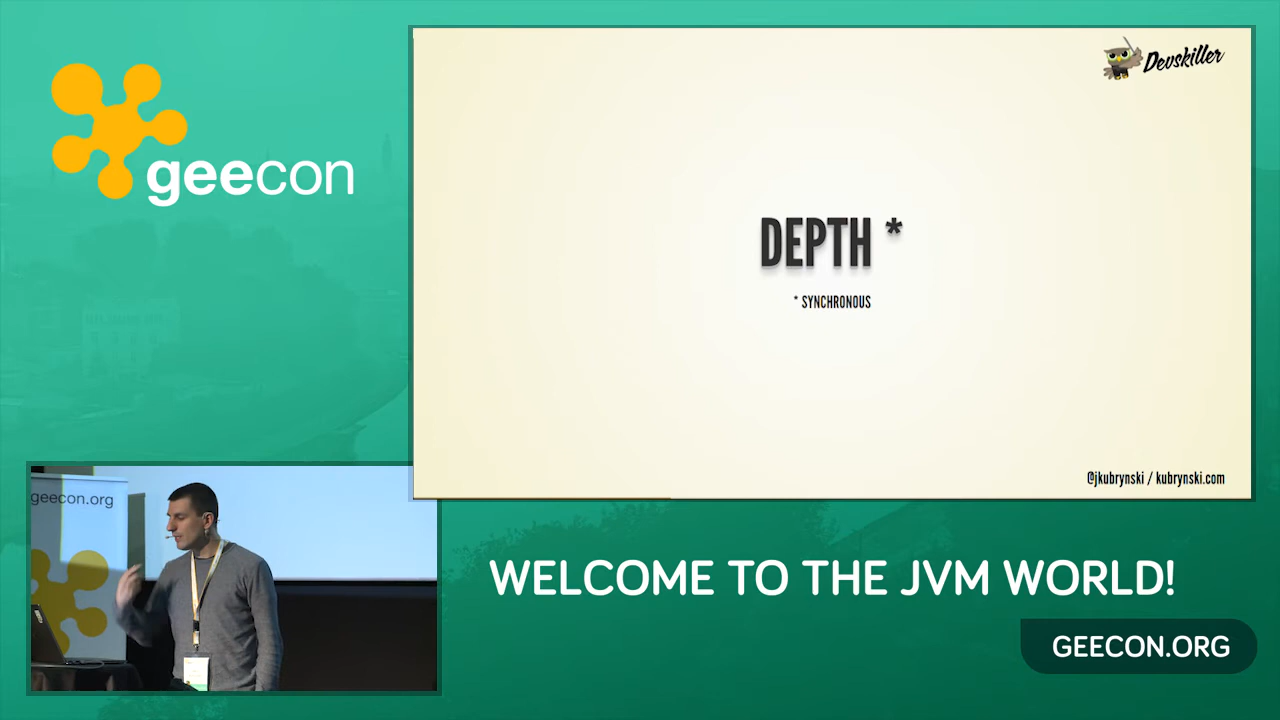 geecon
Devskiller
DEPTH *
* SYNCHRONOUS
@jkubrynski / kubrynski.com
geecon.org
WELCOME TO THE JVM WORLD!
GEECON.ORG